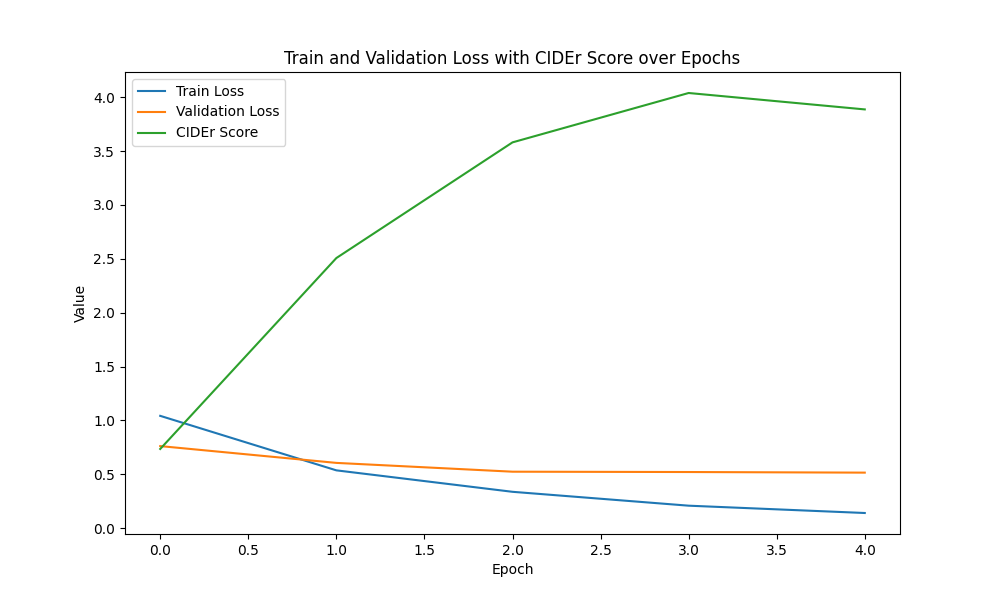 Train and Validation Loss with CIDEr Score over Epochs
Train Loss
Validation Loss
CIDEr Score
4.0
3.5
3.0
2.5
2.0
1.5
1.0
0.5
0.0
Value
0.0 0.5 1.0 1.5 2.0 2.5 3.0 3.5 4.0
Epoch